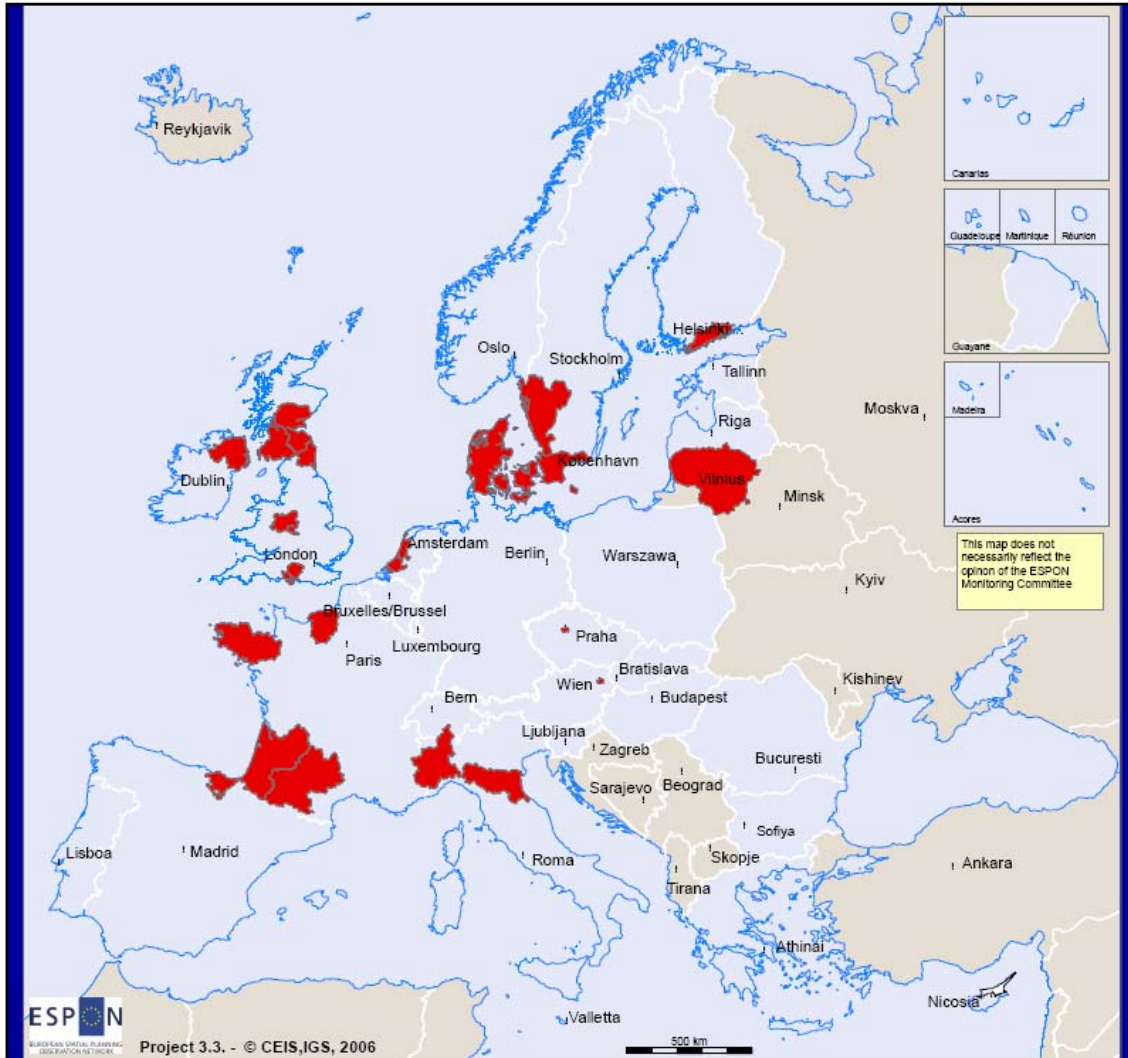 Reykjavik
Canarias
Guadeloupe
Martinique
Réunion
Guayane
Madeira
Acores
This map does not
necessarily reflect the
opinon of the ESPON
Monitoring Committee
Helsinki
Oslo
Stockholm
Tallinn
Moskva
Riga
København
Vilnius
Dublin
Minsk
London
Amsterdam
Berlin
Warszawa
Kyiv
Bruxelles/Brussel
Paris
Luxembourg
Praha
Bratislava
Wien
Budapest
Kishinev
Bern
Ljubljana
Zagreb
Bucuresti
Beograd
Sarajevo
Sofiya
Skopje
Lisboa
Madrid
Roma
Tirana
Ankara
Athinai
Nicosia
Valletta
ESPON
EUROPEAN SPATIAL PLANNING
OBSERVATION NETWORK
Project 3.3. - © CEIS,IGS, 2006
500 km